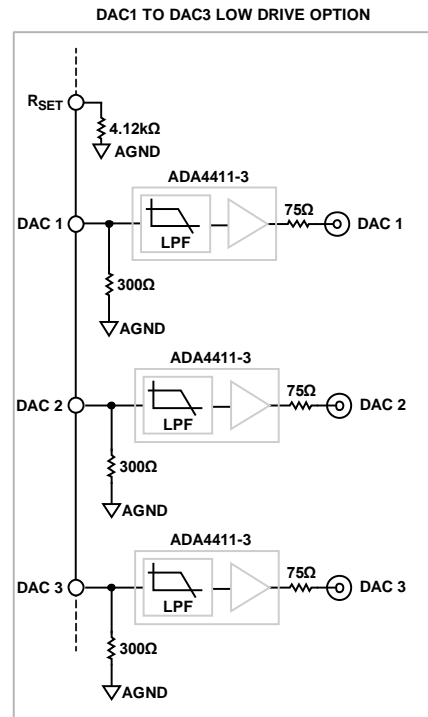 DAC1 TO DAC3 LOW DRIVE OPTION
RSET
4.12kΩ
AGND
ADA4411-3
DAC 1
LPF
75Ω
DAC 1
300Ω
AGND
ADA4411-3
DAC 2
LPF
75Ω
DAC 2
300Ω
AGND
ADA4411-3
DAC 3
LPF
75Ω
DAC 3
300Ω
AGND